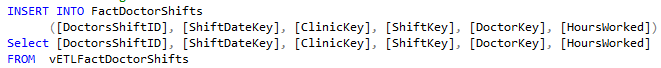 INSERT INTO FactDoctorShifts
([DoctorsShiftID], [ShiftDateKey], [ClinicKey], [ShiftKey], [DoctorKey], [HoursWorked])
Select [DoctorsShiftID], [ShiftDateKey], [ClinicKey], [ShiftKey], [DoctorKey], [HoursWorked]
FROM vETLFactDoctorShifts